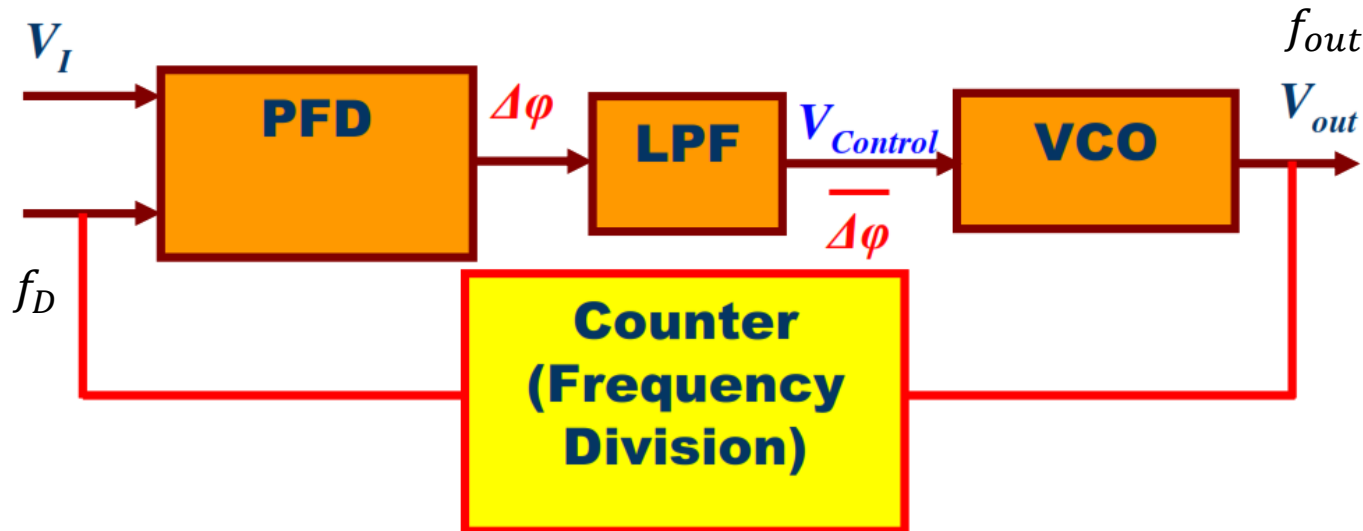 V_I
PFD
Δφ
LPF
V_Control
Δφ
VCO
f_out
V_out
f_D
Counter
(Frequency
Division)